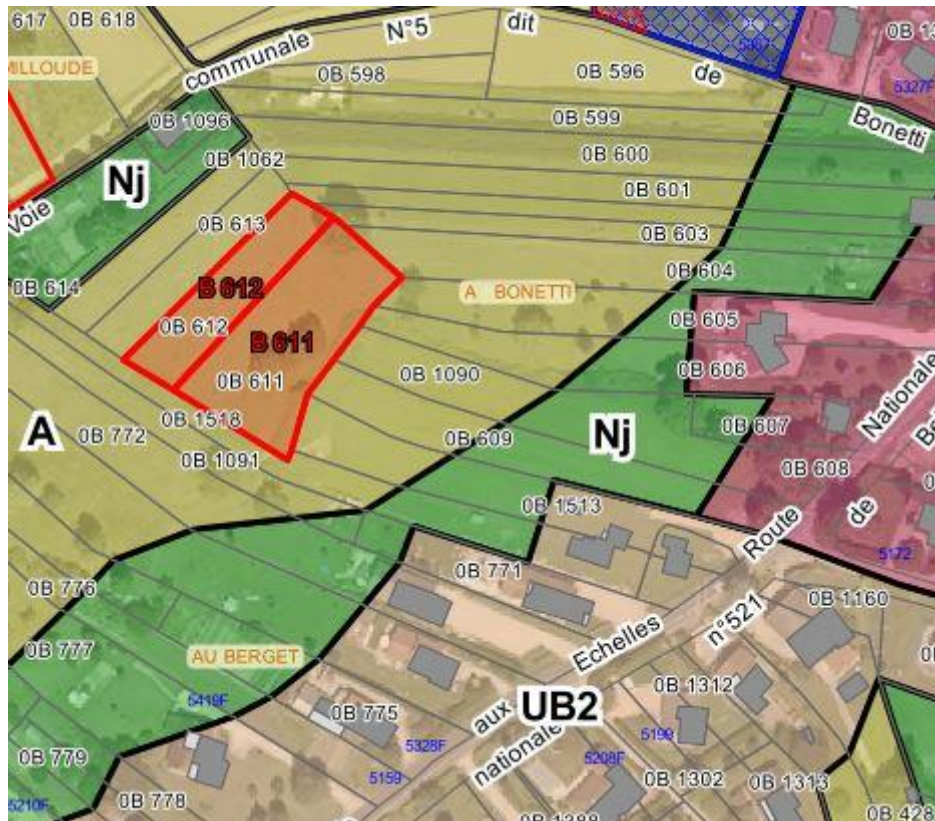 617
0B 618
N°5
dit
communale
0B 598
0B 596
de
5327F
MILLOUDE
0B 1096
0B 599
Bonetti
0B 1062
0B 600
Nj
0B 601
Voie
0B 613
0B 603
0B 604
0B 614
B 612
A BONETTI
0B 612
0B 605
B 611
0B 606
0B 611
0B 1090
Nationale
0B 1518
0B 607
A
0B 772
0B 609
Nj
0B 1091
0B 608
0B 1513
de
Route
5172
0B 771
0B 776
n°521
0B 1160
Echelles
0B 777
AU BERGET
0B 1312
5419F
aux
UB2
0B 775
5328F
5199
nationale
0B 779
5159
5208F
0B 1302
0B 1313
5210F
0B 778
0B 428
0B 1388